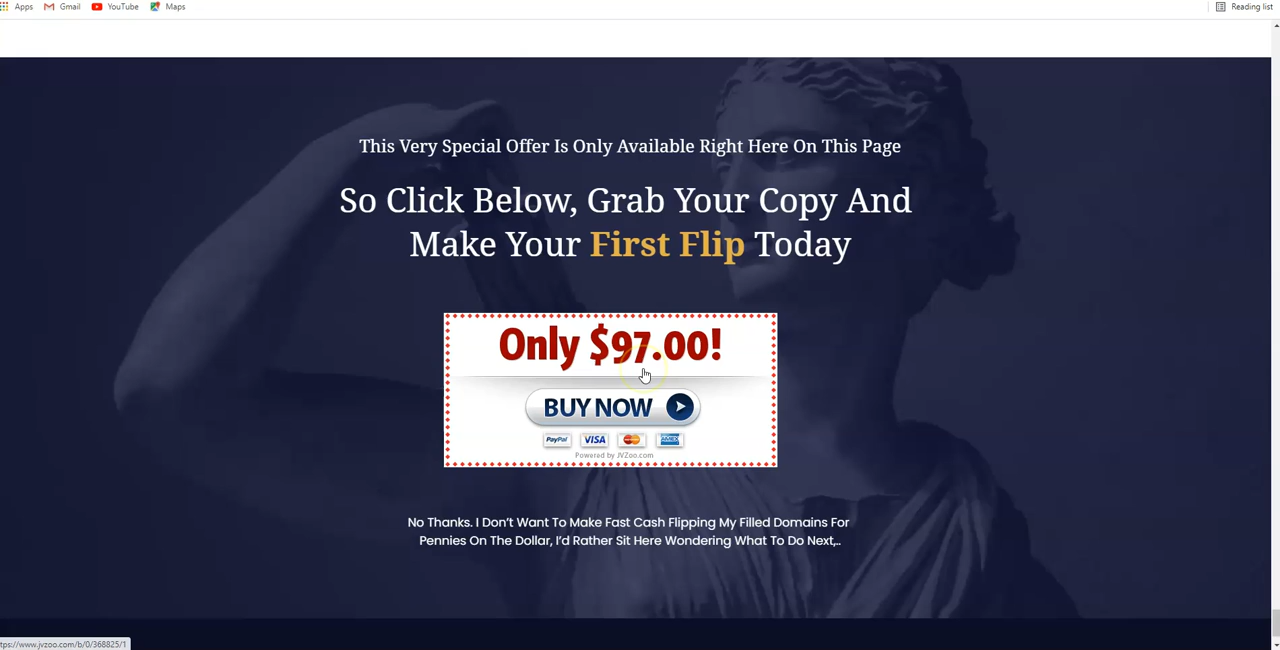 Apps Gmail YouTube Maps Reading list
This Very Special Offer Is Only Available Right Here On This Page
So Click Below, Grab Your Copy And
Make Your First Flip Today
Only $97.00!
BUY NOW
PayPal VISA MasterCard AMEX
Powered by JVZoo.com
No Thanks. I Don't Want To Make Fast Cash Flipping My Filled Domains For
Pennies On The Dollar, I'd Rather Sit Here Wondering What To Do Next,..
tps://www.jvzoo.com/b/0/368825/1